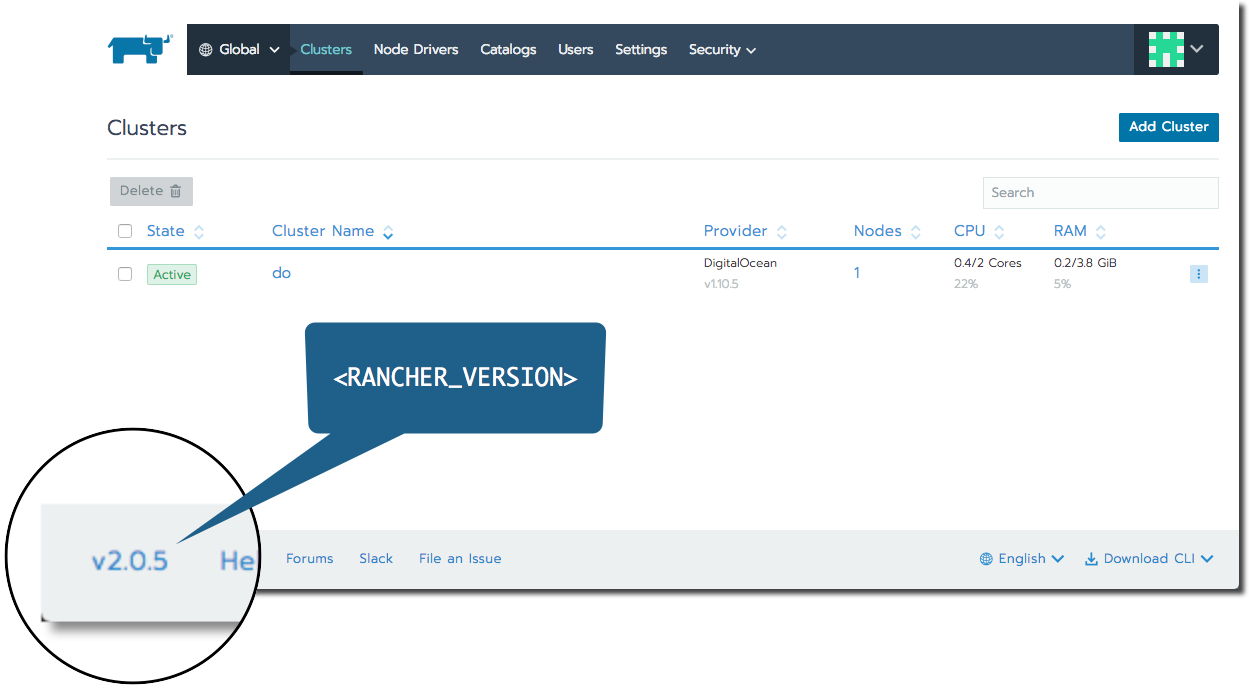 Global Clusters Node Drivers Catalogs Users Settings Security
Clusters
Add Cluster
Delete
Search
State Cluster Name Provider Nodes CPU RAM
Active do DigitalOcean 1 0.4/2 Cores 0.2/3.8 GiB
v1.10.5 22% 5%
<RANCHER_VERSION>
v2.0.5 He Forums Slack File an Issue English Download CLI